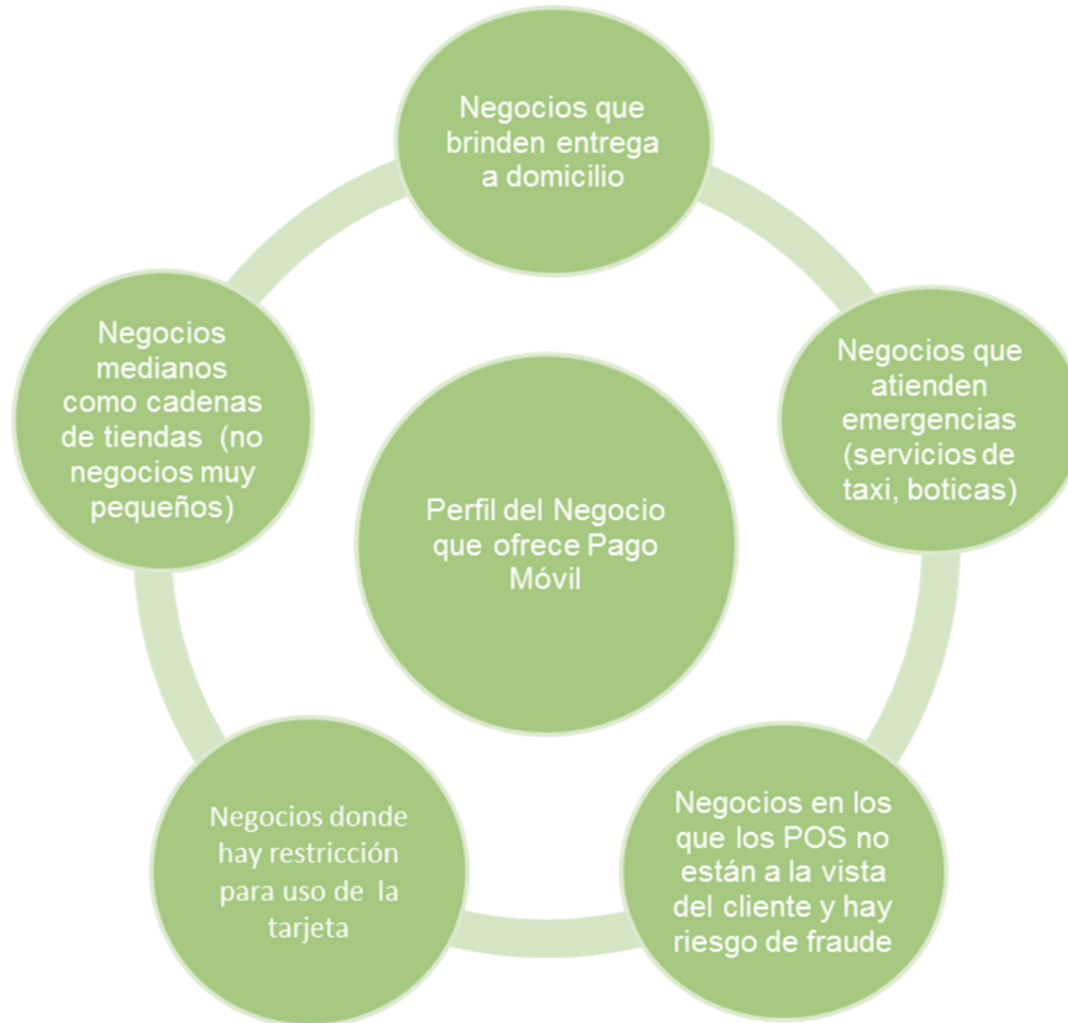 Negocios que
brinden entrega
a domicilio
Negocios que
atienden
emergencias
(servicios de
taxi, boticas)
Negocios en los
que los POS no
están a la vista
del cliente y hay
riesgo de fraude
Negocios donde
hay restricción
para uso de la
tarjeta
Negocios
medianos
como cadenas
de tiendas (no
negocios muy
pequeños)
Perfil del Negocio
que ofrece Pago
Móvil